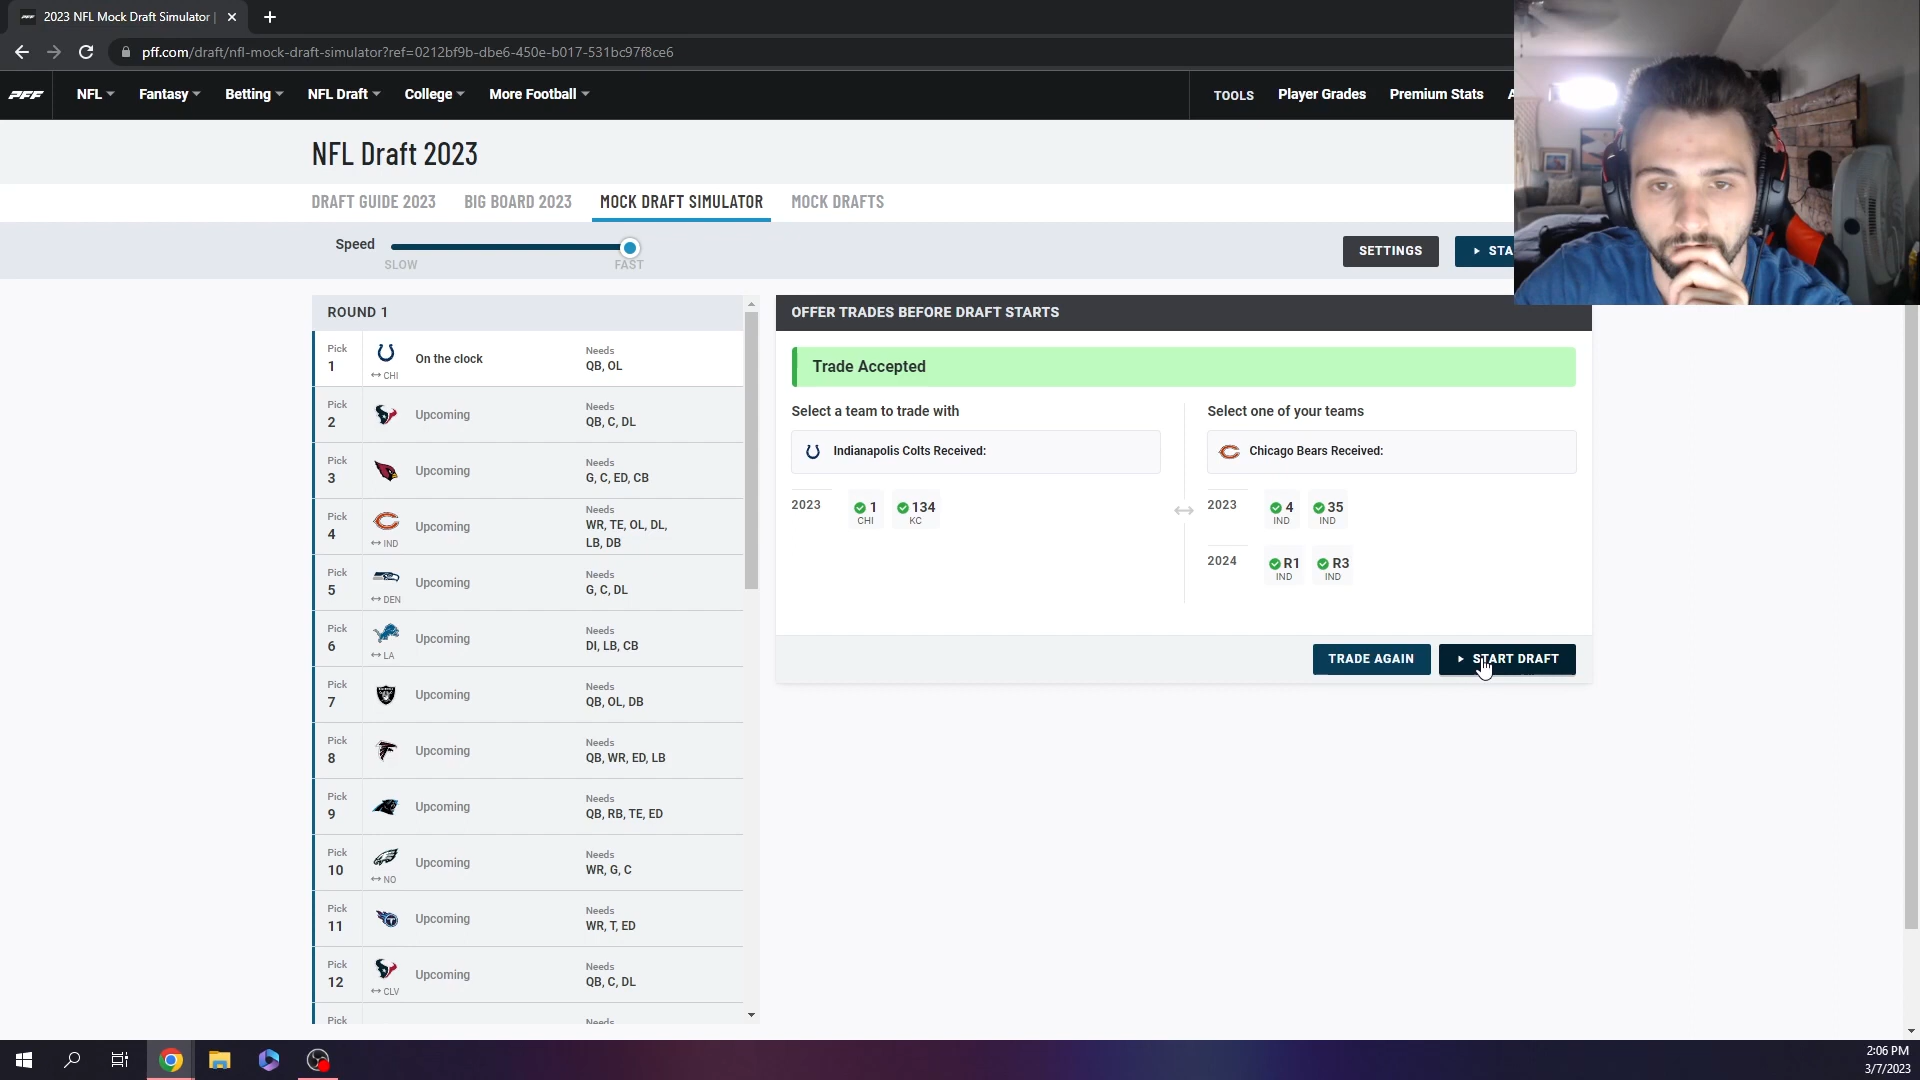 2023 NFL Mock Draft Simulator |
pff.com/draft/nfl-mock-draft-simulator?ref=0212bf9b-dbe6-450e-b017-531bc97f8ce6
PFF NFL Fantasy Betting NFL Draft College More Football TOOLS Player Grades Premium Stats
NFL Draft 2023
DRAFT GUIDE 2023 BIG BOARD 2023 MOCK DRAFT SIMULATOR MOCK DRAFTS
Speed
SLOW FAST
SETTINGS STA
ROUND 1
Pick 1 CHI On the clock Needs QB, OL
Pick 2 Upcoming Needs QB, C, DL
Pick 3 Upcoming Needs G, C, ED, CB
Pick 4 IND Upcoming Needs WR, TE, OL, DL, LB, DB
Pick 5 DEN Upcoming Needs G, C, DL
Pick 6 LA Upcoming Needs DI, LB, CB
Pick 7 Upcoming Needs QB, OL, DB
Pick 8 Upcoming Needs QB, WR, ED, LB
Pick 9 Upcoming Needs QB, RB, TE, ED
Pick 10 NO Upcoming Needs WR, G, C
Pick 11 Upcoming Needs WR, T, ED
Pick 12 CLV Upcoming Needs QB, C, DL
Pick Needs
OFFER TRADES BEFORE DRAFT STARTS
Trade Accepted
Select a team to trade with
Indianapolis Colts Received:
2023 1 CHI 134 KC
Select one of your teams
Chicago Bears Received:
2023 4 IND 35 IND
2024 R1 IND R3 IND
TRADE AGAIN START DRAFT
2:06 PM
3/7/2023